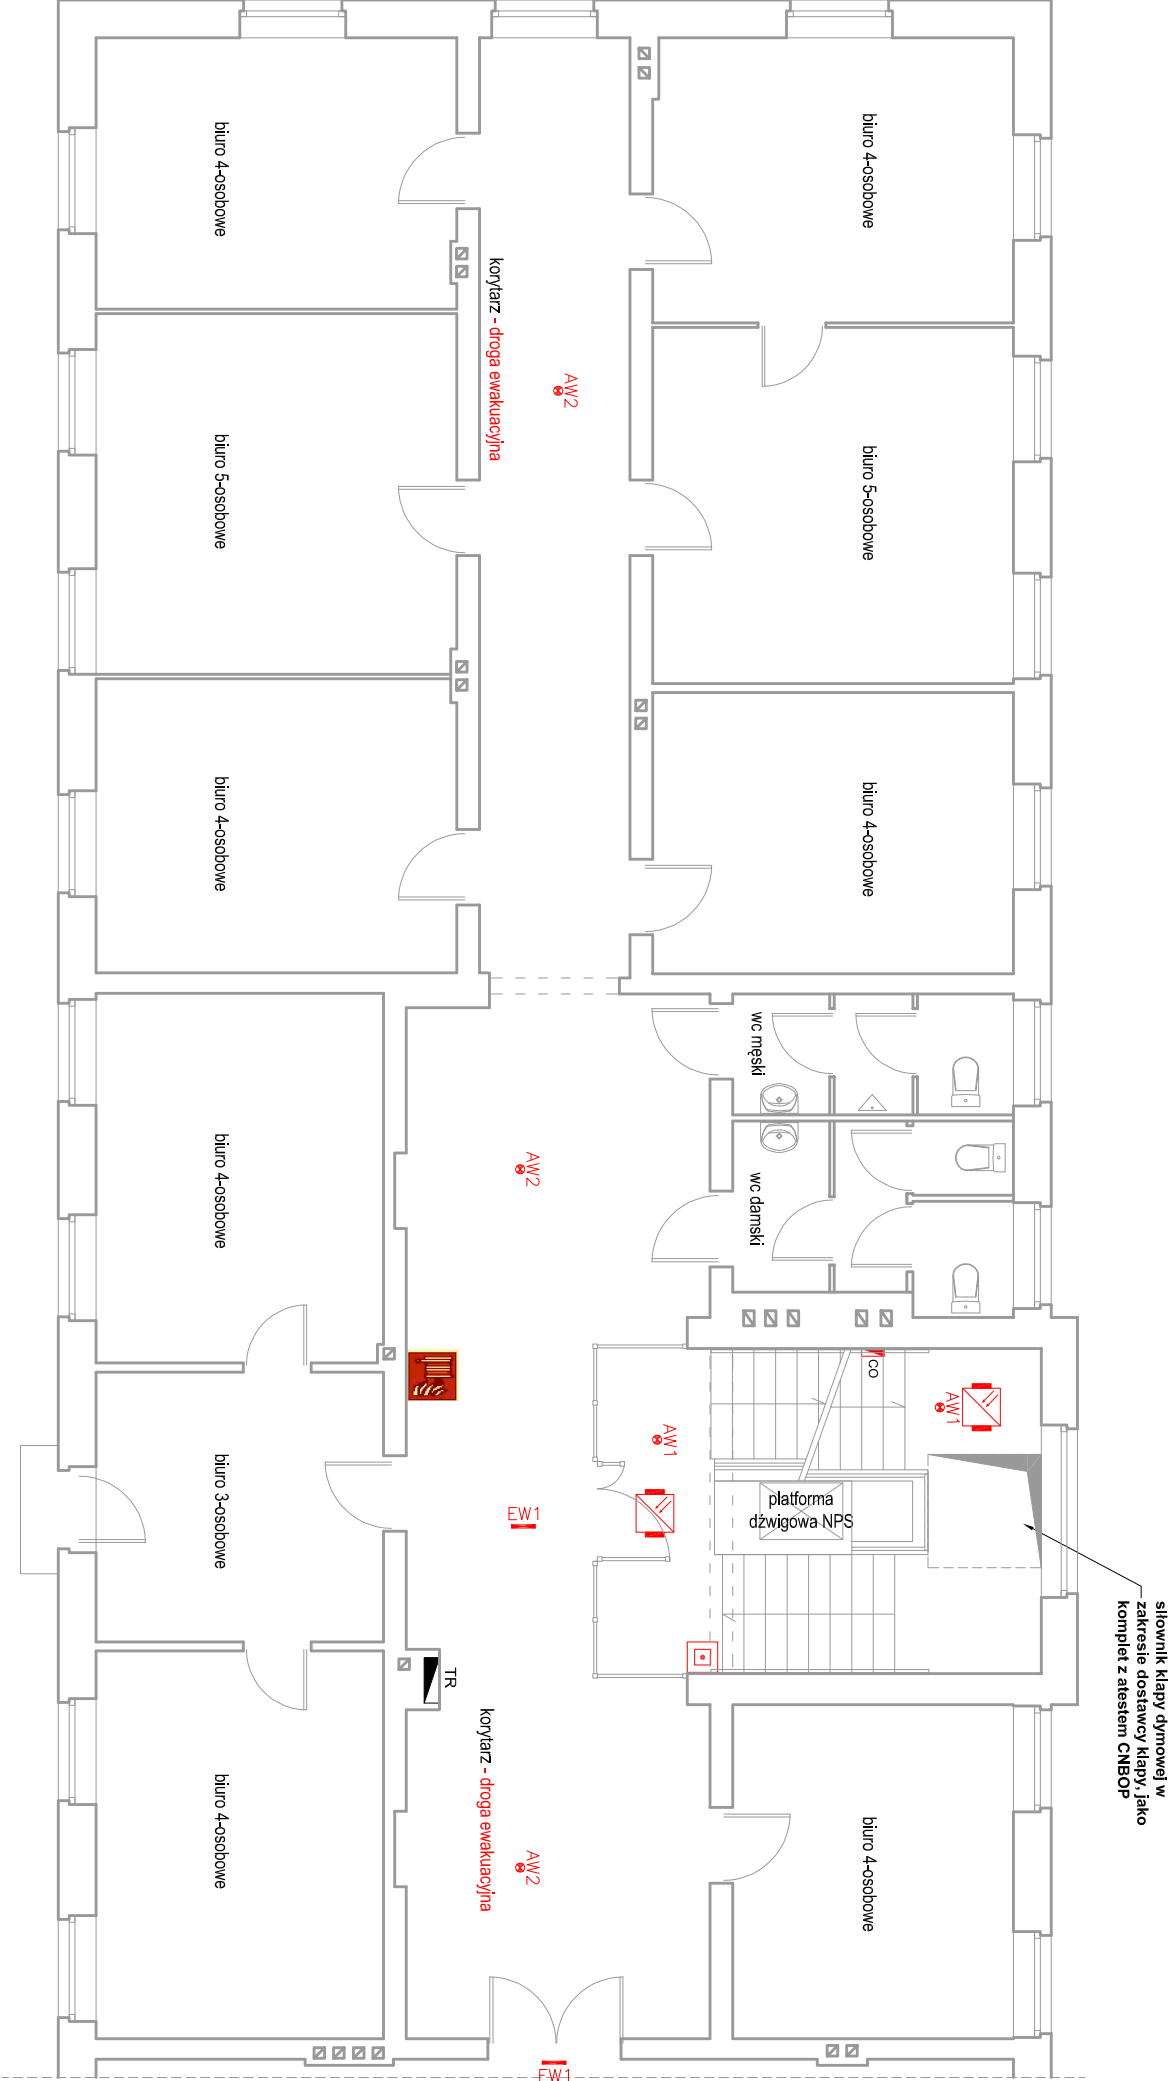 siłownik klapy dymowej w
zakresie dostawcy klapy, jako
komplet z atestem CNBOP
biuro 4-osobowe
biuro 5-osobowe
biuro 4-osobowe
wc męski
wc damski
CO
AW1
AW1
platforma
dźwigowa NPS
biuro 4-osobowe
korytarz - droga ewakuacyjna
AW2
AW2
EW1
TR
korytarz - droga ewakuacyjna
AW2
EW1
biuro 4-osobowe
biuro 5-osobowe
biuro 4-osobowe
biuro 4-osobowe
biuro 3-osobowe
biuro 4-osobowe